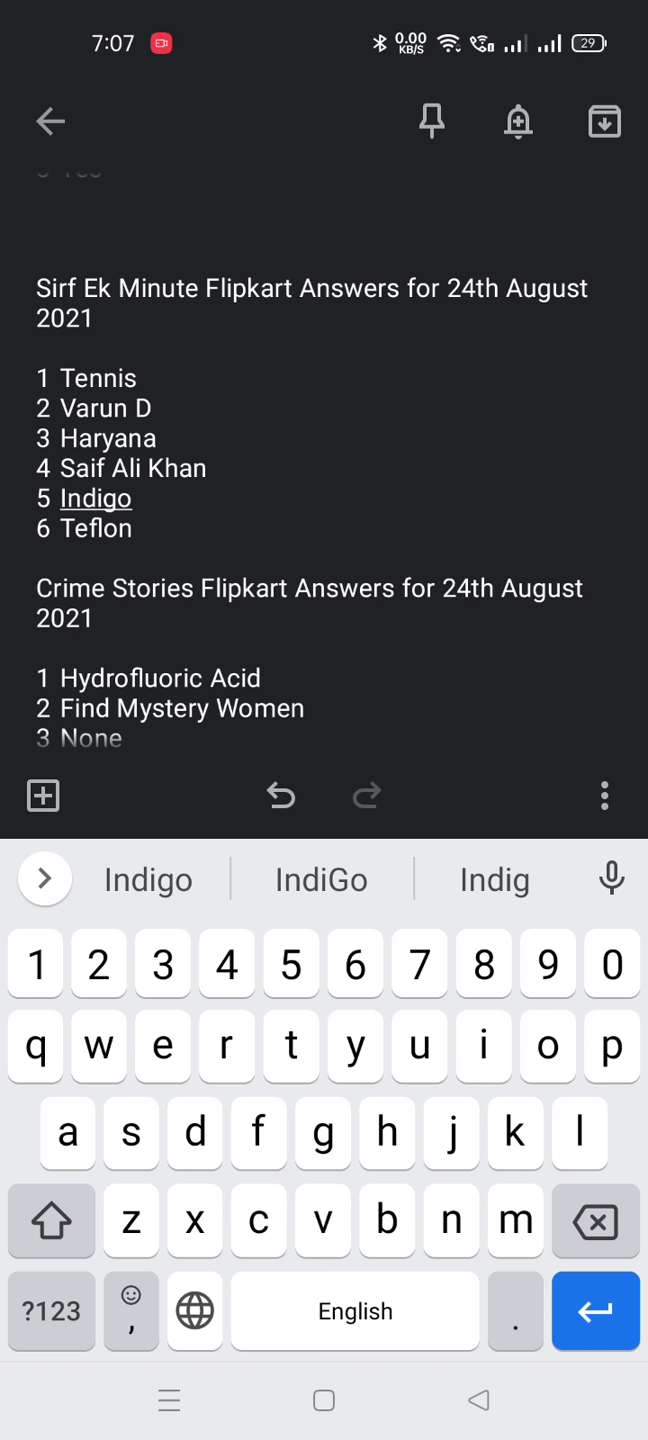 7:07
0.00
KB/S
29
Sirf Ek Minute Flipkart Answers for 24th August
2021
1 Tennis
2 Varun D
3 Haryana
4 Saif Ali Khan
5 Indigo
6 Teflon
Crime Stories Flipkart Answers for 24th August
2021
1 Hydrofluoric Acid
2 Find Mystery Women
3 None
Indigo IndiGo Indig
1 2 3 4 5 6 7 8 9 0
q w e r t y u i o p
a s d f g h j k l
z x c v b n m
?123 , English .